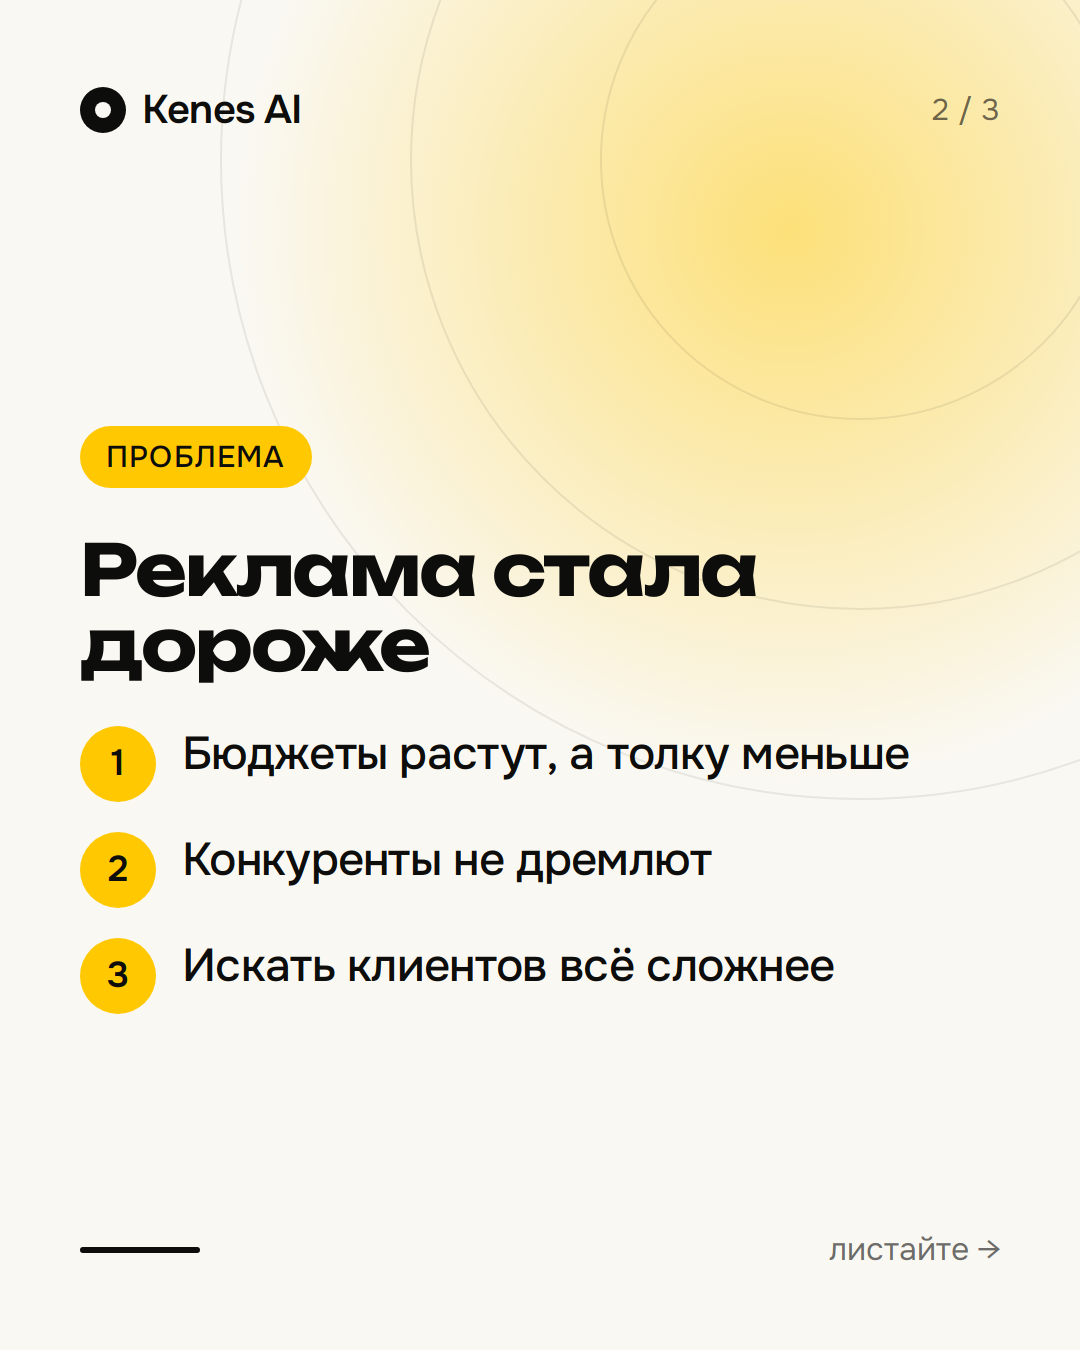 Kenes AI
2 / 3
ПРОБЛЕМА
Реклама стала
дороже
1 Бюджеты растут, а толку меньше
2 Конкуренты не дремлют
3 Искать клиентов всё сложнее
листайте →